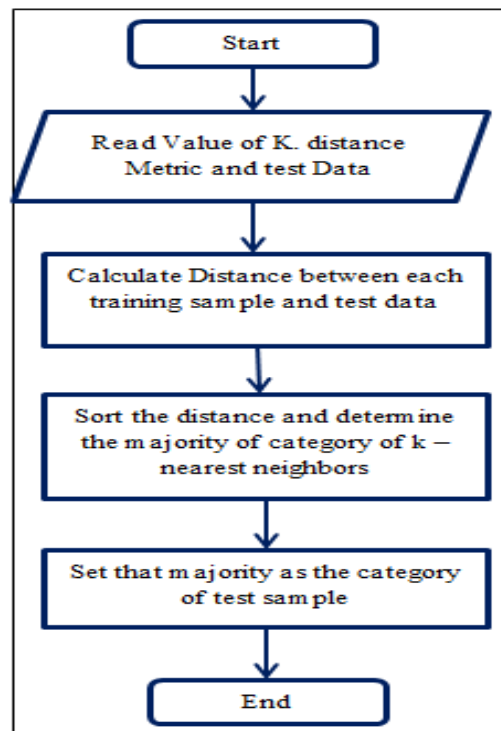 Start
Read Value of K. distance
Metric and test Data
Calculate Distance between each
training sample and test data
Sort the distance and determine
the majority of category of k –
nearest neighbors
Set that majority as the category
of test sample
End